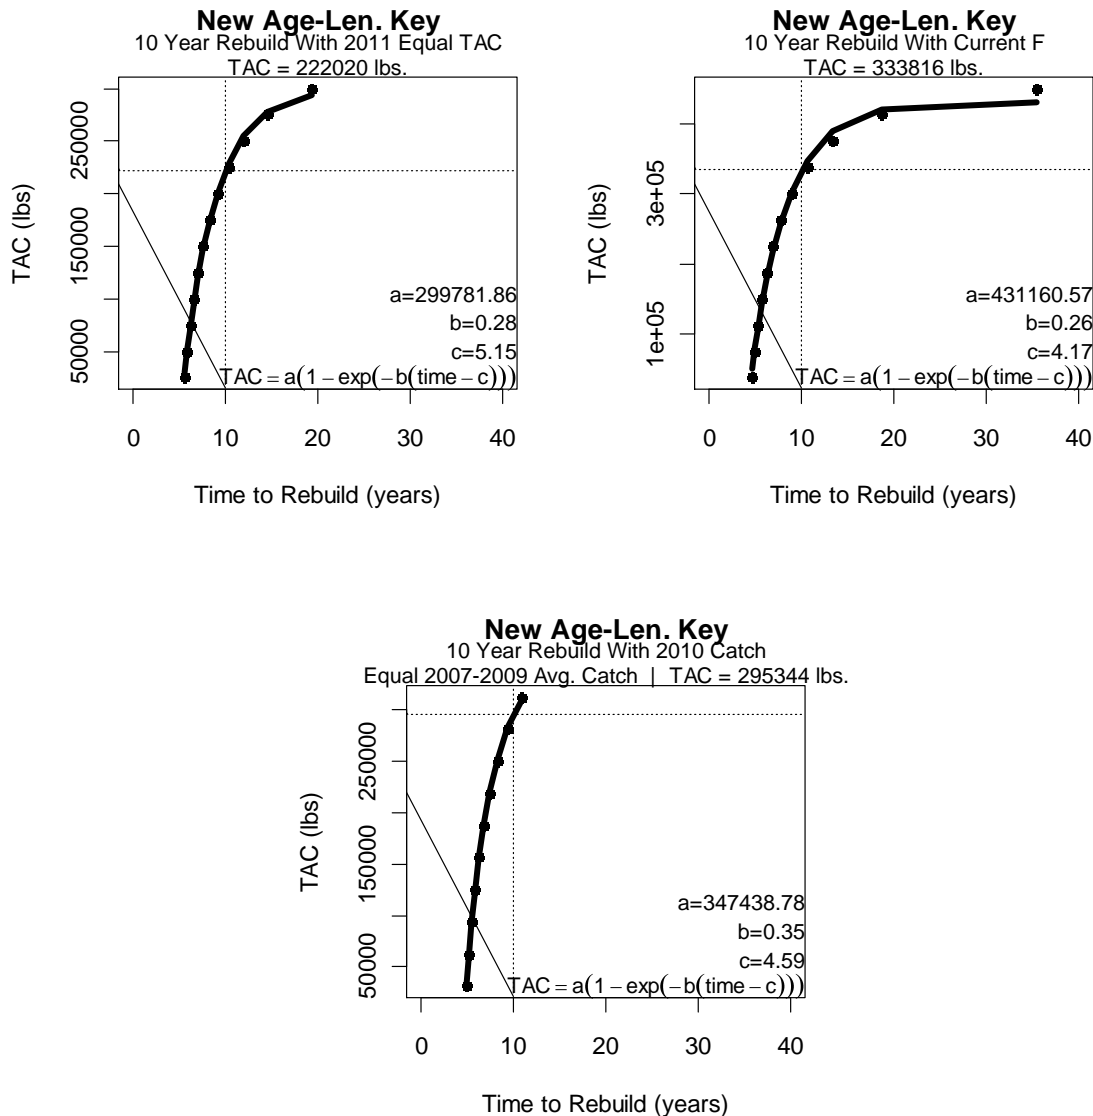 New Age-Len. Key
10 Year Rebuild With 2011 Equal TAC
TAC = 222020 lbs.
TAC (lbs)
50000
150000
250000
a=299781.86
b=0.28
c=5.15
TAC = a(1 − exp(−b(time − c)))
0 10 20 30 40
Time to Rebuild (years)
New Age-Len. Key
10 Year Rebuild With Current F
TAC = 333816 lbs.
TAC (lbs)
1e+05
3e+05
a=431160.57
b=0.26
c=4.17
TAC = a(1 − exp(−b(time − c)))
0 10 20 30 40
Time to Rebuild (years)
New Age-Len. Key
10 Year Rebuild With 2010 Catch
Equal 2007-2009 Avg. Catch | TAC = 295344 lbs.
TAC (lbs)
50000
150000
250000
a=347438.78
b=0.35
c=4.59
TAC = a(1 − exp(−b(time − c)))
0 10 20 30 40
Time to Rebuild (years)